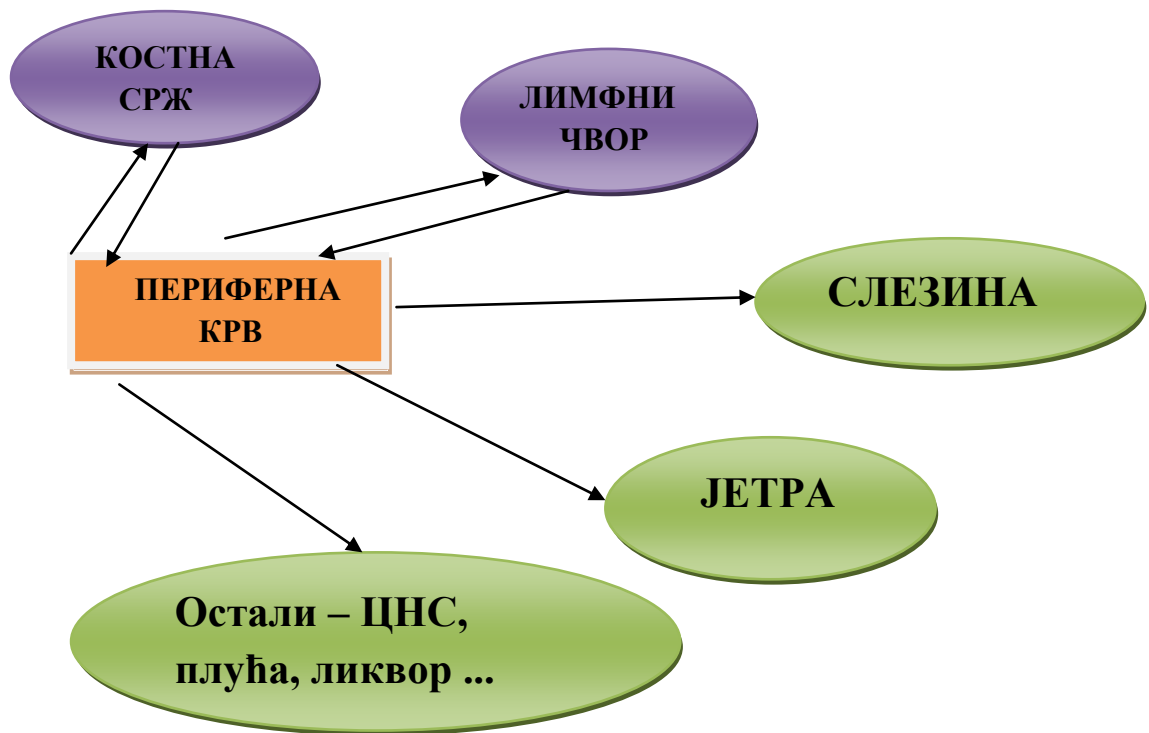 КОСТНА
СРЖ
ЛИМФНИ
ЧВОР
ПЕРИФЕРНА
КРВ
СЛЕЗИНА
ЈЕТРА
Остали – ЦНС,
плућа, ликвор ...